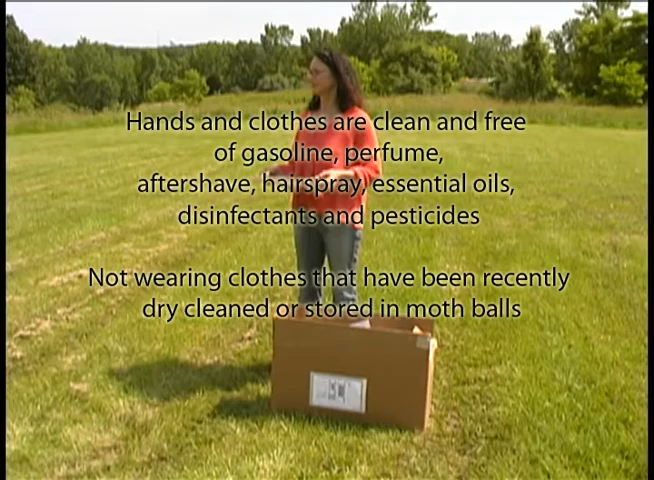 Hands and clothes are clean and free
of gasoline, perfume,
aftershave, hairspray, essential oils,
disinfectants and pesticides
Not wearing clothes that have been recently
dry cleaned or stored in moth balls